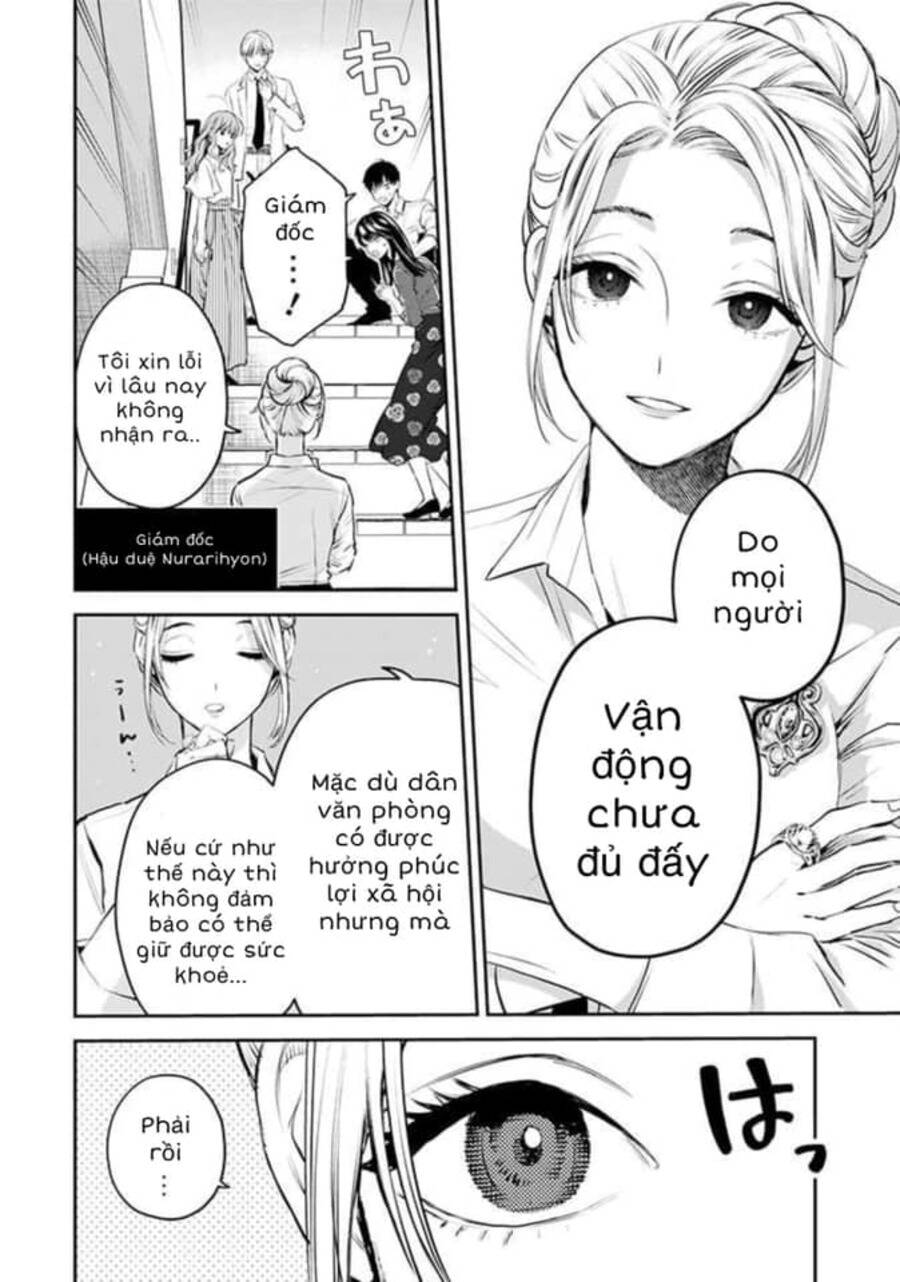 Do
mọi
người
Vận
động
chưa
đủ đấy
わぁ
Giám
đốc
...!
Tôi xin lỗi
vì lâu nay
không
nhận ra..
Giám đốc
(Hậu duệ Nurarihyon)
Mặc dù dân
văn phòng
có được
hưởng phúc
lợi xã hội
nhưng mà
うーん...
Nếu cứ như
thế này thì
không đảm
bảo có thể
giữ được sức
khoẻ...
はっ
Phải
rồi
...